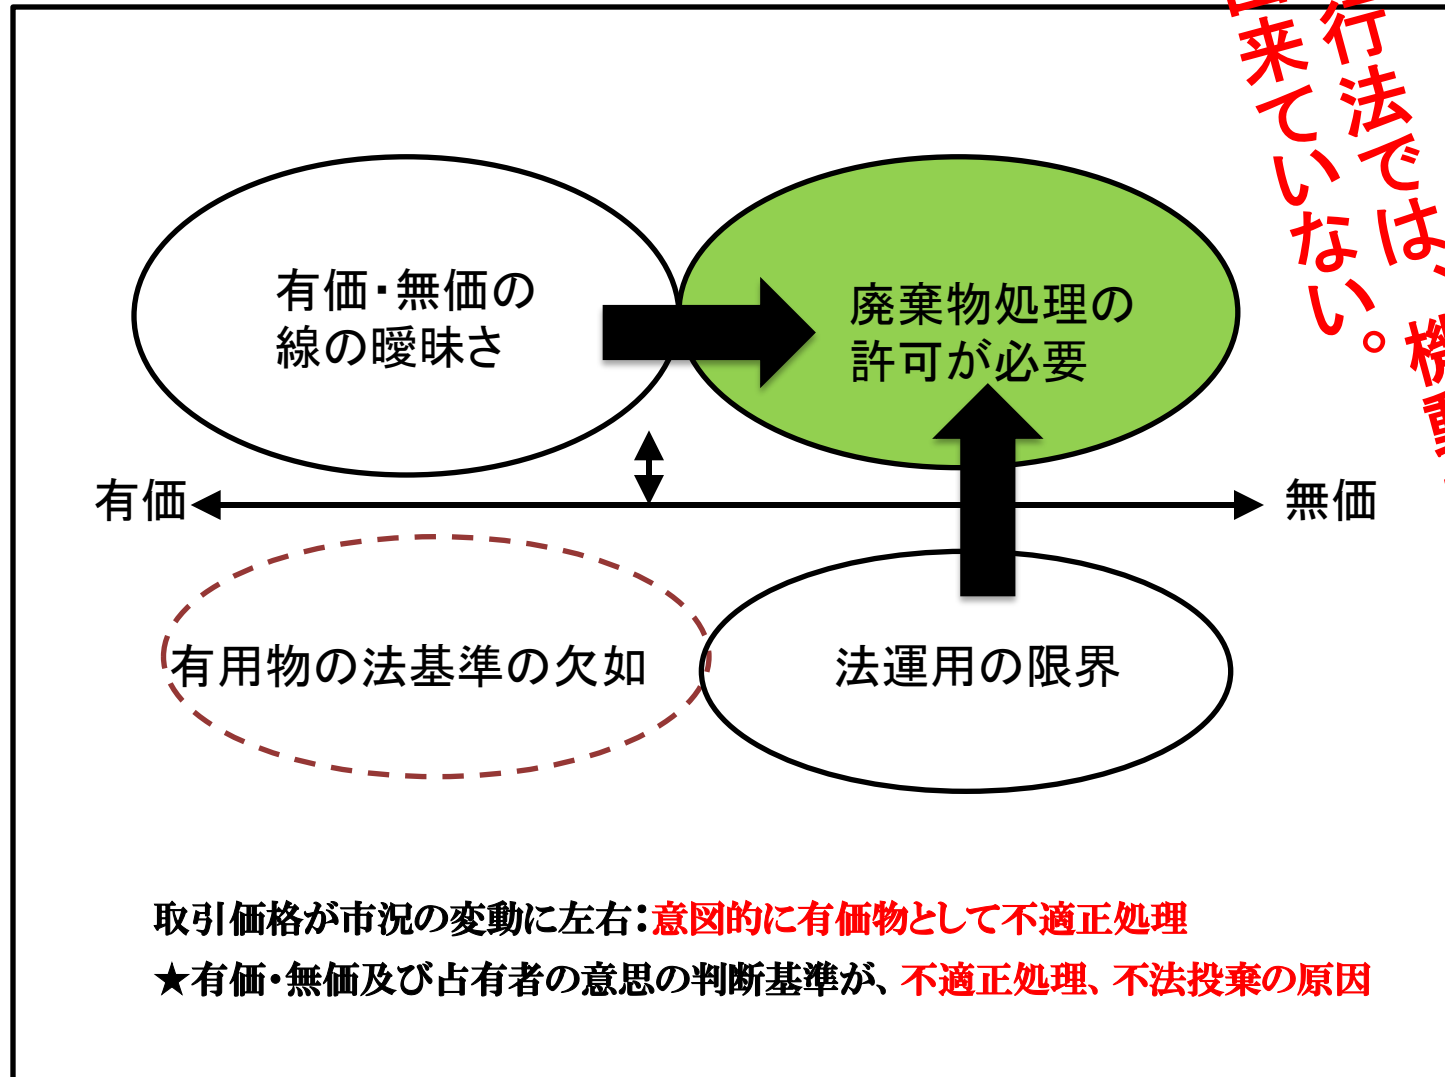 行法では、機動
来ていない。
有価・無価の
線の曖昧さ
廃棄物処理の
許可が必要
有価
無価
有用物の法基準の欠如
法運用の限界
取引価格が市況の変動に左右：意図的に有価物として不適正処理
★有価・無価及び占有者の意思の判断基準が、不適正処理、不法投棄の原因